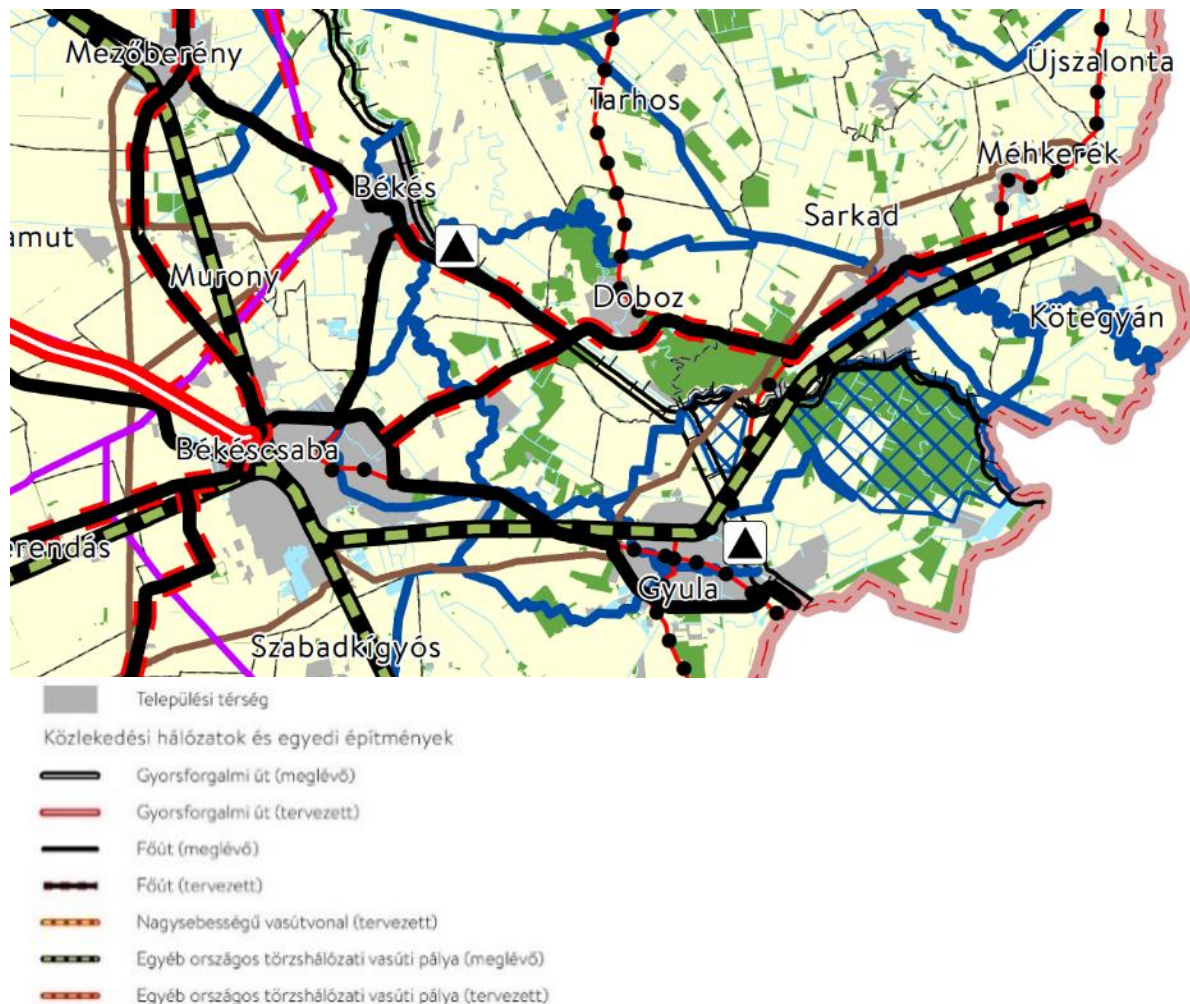 Mezőberény
Újszalonta
Tarhos
Méhkerék
Békés
Sarkad
amut
Murony
Doboz
Kötegyán
Békéscsaba
erendás
Gyula
Szabadkígyós
Települési térség
Közlekedési hálózatok és egyedi építmények
Gyorsforgalmi út (meglévő)
Gyorsforgalmi út (tervezett)
Főút (meglévő)
Főút (tervezett)
Nagysebességű vasútvonal (tervezett)
Egyéb országos törzshálózati vasúti pálya (meglévő)
Egyéb országos törzshálózati vasúti pálya (tervezett)